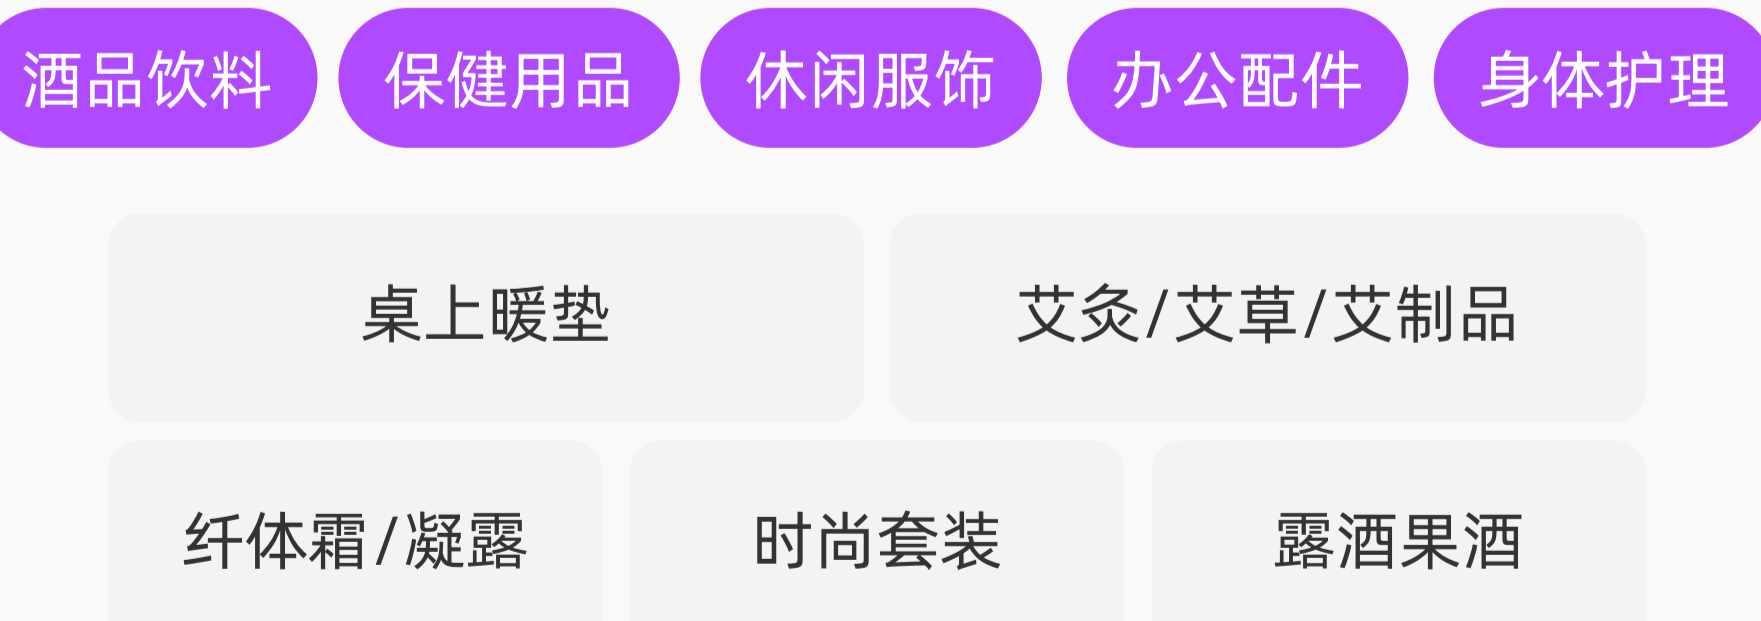 酒品饮料 保健用品 休闲服饰 办公配件 身体护理
桌上暖垫 艾灸/艾草/艾制品
纤体霜/凝露 时尚套装 露酒果酒